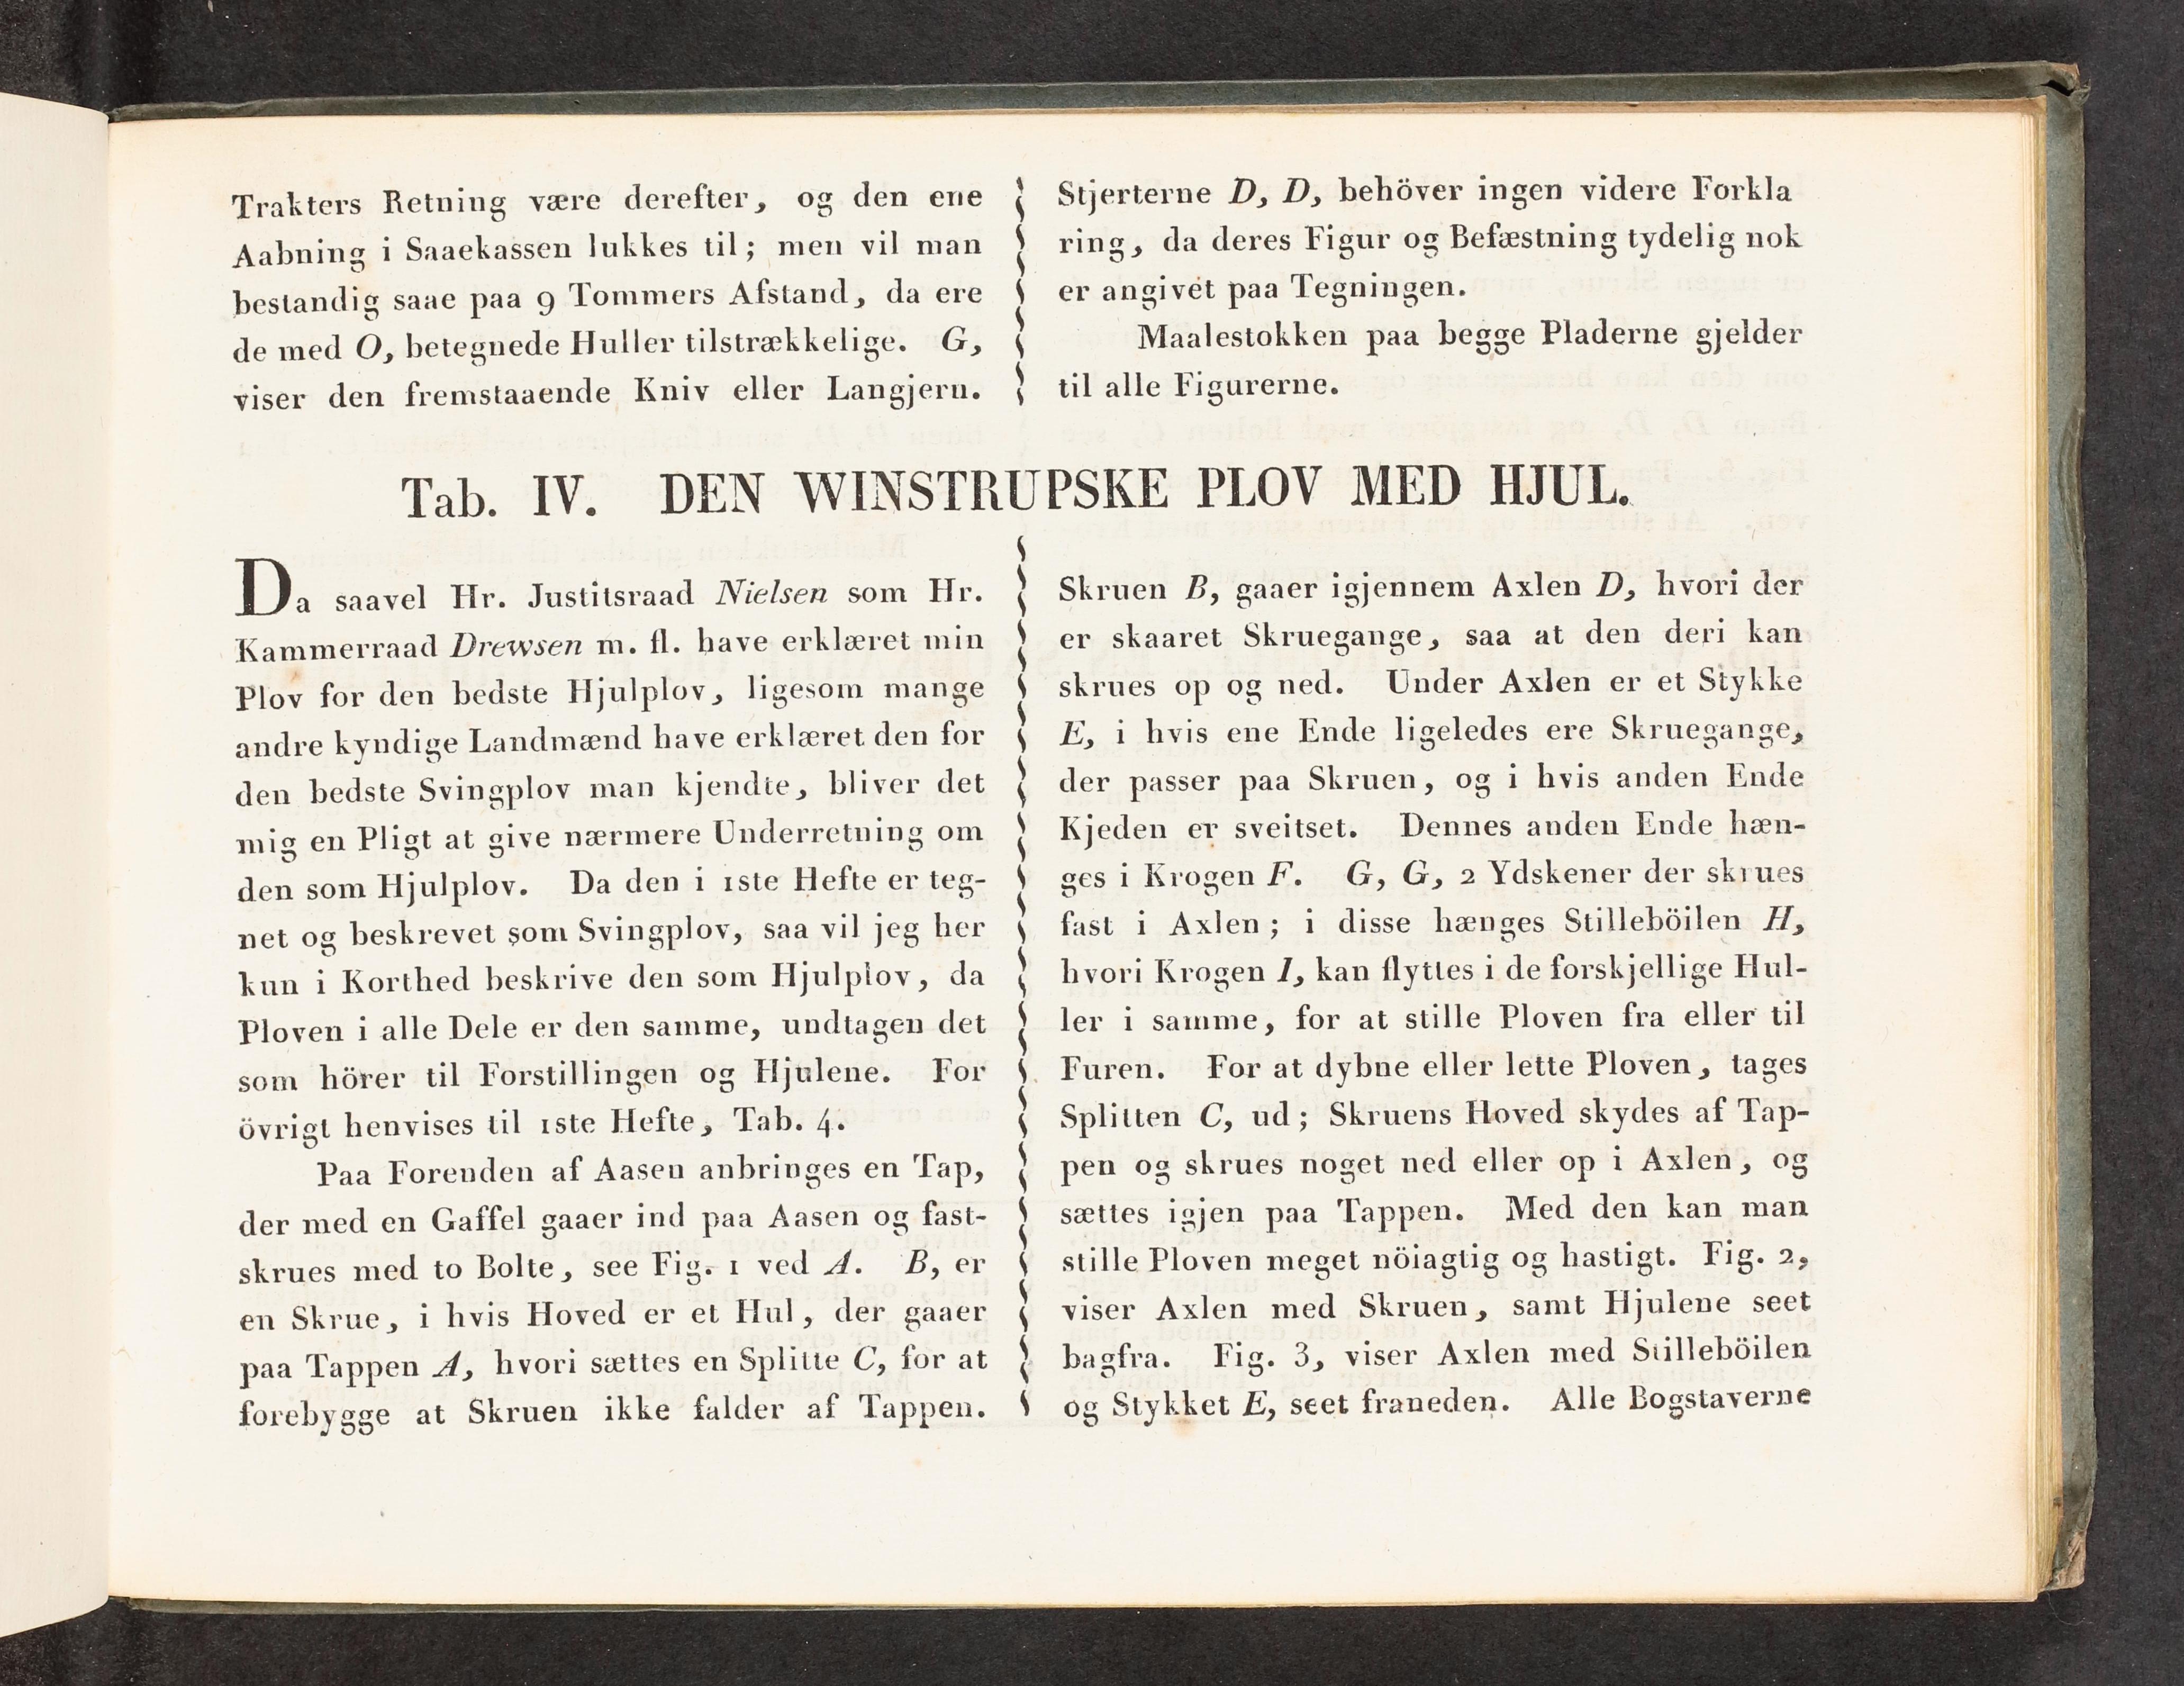 Trakters Retning være derefter, og den ene
Aabning i Saaekassen lukkes til; men vil man
bestandig saae paa 9 Tommers Afstand, da ere
de med O, betegnede Huller tilstrækkelige. G,
viser den fremstaaende Kniv eller Langjern.
Stjerterne D, D, behöver ingen videre Forkla
ring, da deres Figur og Befæstning tydelig nok
er angivet paa Tegningen.
Maalestokken paa begge Pladerne gjelder
til alle Figurerne.
Tab. IV. DEN WINSTRUPSKE PLOV MED HJUL.
Da saavel Hr. Justitsraad Nielsen som Hr.
Kammerraad Drewsen m. fl. have erklæret min
Plov for den bedste Hjulplov, ligesom mange
andre kyndige Landmænd have erklæret den for
den bedste Svingplov man kjendte, bliver det
mig en Pligt at give nærmere Underretning om
den som Hjulplov. Da den i 1ste Hefte er teg-
net og beskrevet som Svingplov, saa vil jeg her
kun i Korthed beskrive den som Hjulplov, da
Ploven i alle Dele er den samme, undtagen det
som hörer til Forstillingen og Hjulene. For
övrigt henvises til 1ste Hefte, Tab. 4.
Paa Forenden af Aasen anbringes en Tap,
der med en Gaffel gaaer ind paa Aasen og fast-
skrues med to Bolte, see Fig. 1 ved A. B, er
en Skrue, i hvis Hoved er et Hul, der gaaer
paa Tappen A, hvori sættes en Splitte C, for at
forebygge at Skruen ikke falder af Tappen.
Skruen B, gaaer igjennem Axlen D, hvori der
er skaaret Skruegange, saa at den deri kan
skrues op og ned. Under Axlen er et Stykke
E, i hvis ene Ende ligeledes ere Skruegange,
der passer paa Skruen, og i hvis anden Ende
Kjeden er sveitset. Dennes anden Ende hæn-
ges i Krogen F. G, G, 2 Ydskener der skrues
fast i Axlen; i disse hænges Stilleböilen H,
hvori Krogen I, kan flyttes i de forskjellige Hul-
ler i samme, for at stille Ploven fra eller til
Furen. For at dybne eller lette Ploven, tages
Splitten C, ud; Skruens Hoved skydes af Tap-
pen og skrues noget ned eller op i Axlen, og
sættes igjen paa Tappen. Med den kan man
stille Ploven meget nöiagtig og hastigt. Fig. 2,
viser Axlen med Skruen, samt Hjulene seet
bagfra. Fig. 3, viser Axlen med Stilleböilen
og Stykket E, seet franeden. Alle Bogstaverne